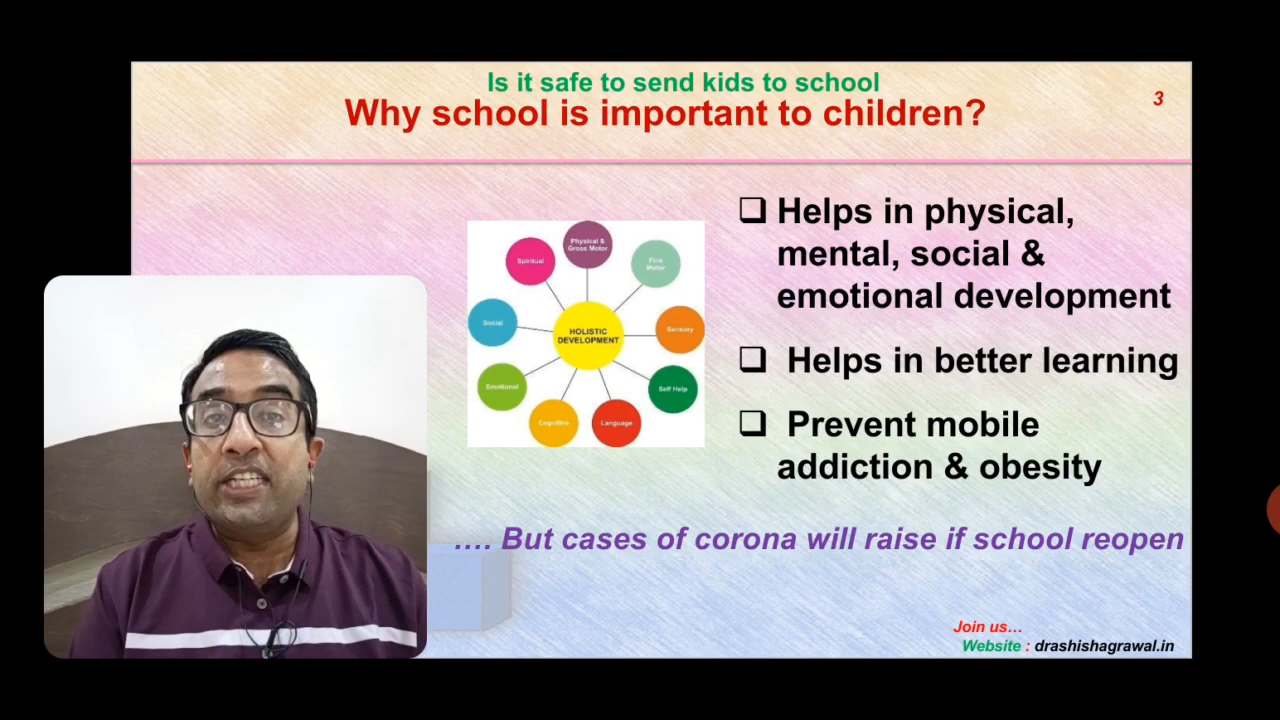 Is it safe to send kids to school
Why school is important to children?
3
Physical &
Gross Motor
Spiritual
Fine
Motor
Social
HOLISTIC
DEVELOPMENT
Sensory
Emotional
Self Help
Cognitive
Language
Helps in physical,
mental, social &
emotional development
Helps in better learning
Prevent mobile
addiction & obesity
.... But cases of corona will raise if school reopen
Join us...
Website : drashishagrawal.in